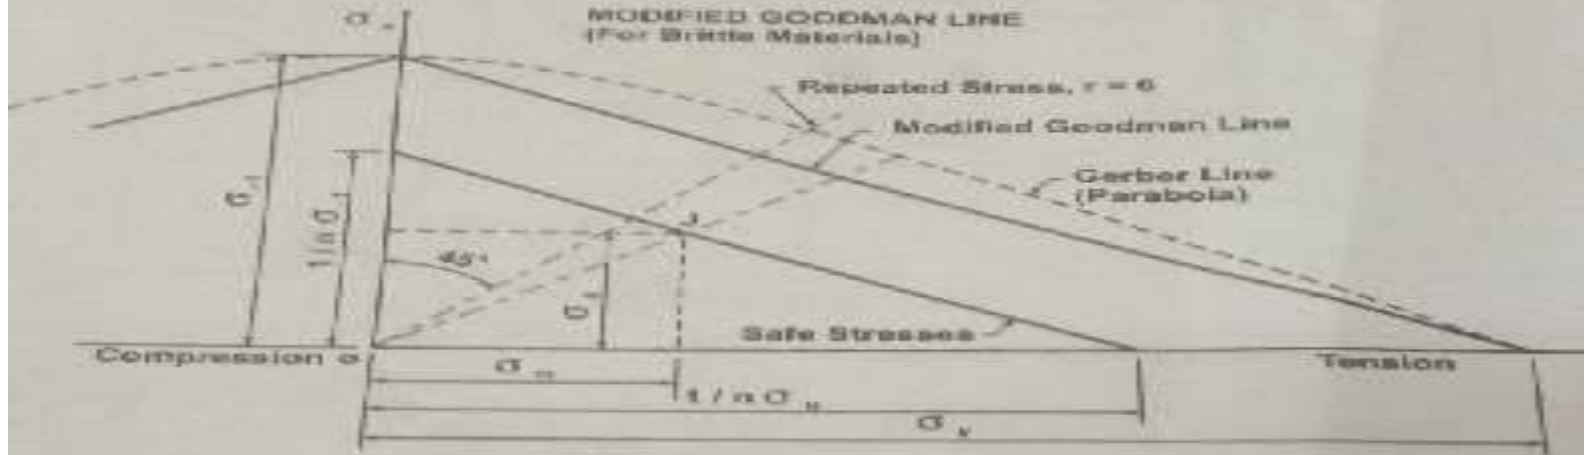 MODIFIED GOODMAN LINE
(For Brittle Materials)
Repeated Stress, r = 0
Modified Goodman Line
Gerber Line
(Parabola)
45°
Safe Stresses
Compression σ
Tension
σ m
1 / n σ u
σ u